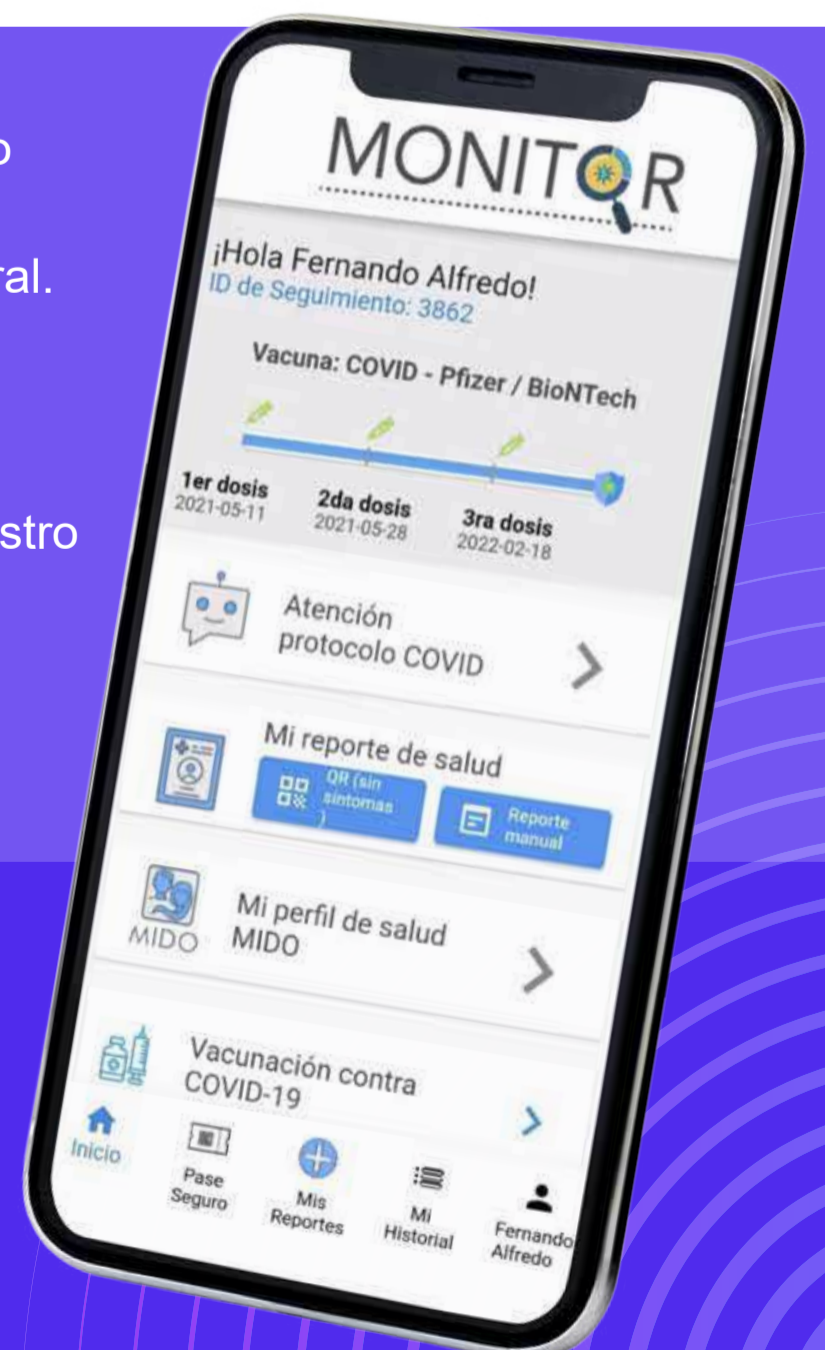 o
ral.
stro
MONITOR
¡Hola Fernando Alfredo!
ID de Seguimiento: 3862
Vacuna: COVID - Pfizer / BioNTech
1er dosis
2021-05-11
2da dosis
2021-05-28
3ra dosis
2022-02-18
Atención
protocolo COVID
Mi reporte de salud
QR (sin
sintomas
)
Reporte
manual
MIDO
Mi perfil de salud
MIDO
Vacunación contra
COVID-19
Inicio
Pase
Seguro
Mis
Reportes
Mi
Historial
Fernando
Alfredo